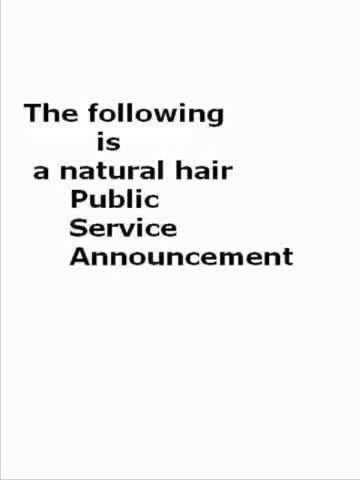 The following
is
a natural hair
Public
Service
Announcement